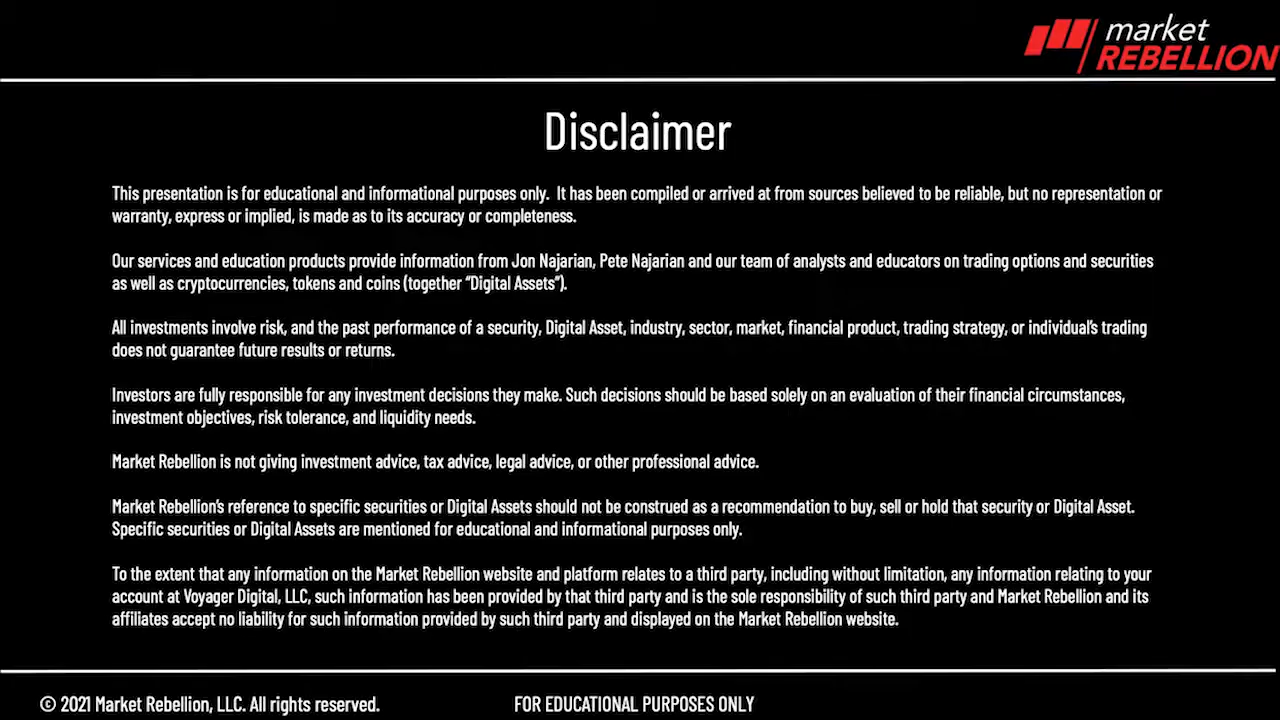 market
REBELLION
Disclaimer
This presentation is for educational and informational purposes only.  It has been compiled or arrived at from sources believed to be reliable, but no representation or
warranty, express or implied, is made as to its accuracy or completeness.
Our services and education products provide information from Jon Najarian, Pete Najarian and our team of analysts and educators on trading options and securities
as well as cryptocurrencies, tokens and coins (together “Digital Assets”).
All investments involve risk, and the past performance of a security, Digital Asset, industry, sector, market, financial product, trading strategy, or individual’s trading
does not guarantee future results or returns.
Investors are fully responsible for any investment decisions they make. Such decisions should be based solely on an evaluation of their financial circumstances,
investment objectives, risk tolerance, and liquidity needs.
Market Rebellion is not giving investment advice, tax advice, legal advice, or other professional advice.
Market Rebellion’s reference to specific securities or Digital Assets should not be construed as a recommendation to buy, sell or hold that security or Digital Asset.
Specific securities or Digital Assets are mentioned for educational and informational purposes only.
To the extent that any information on the Market Rebellion website and platform relates to a third party, including without limitation, any information relating to your
account at Voyager Digital, LLC, such information has been provided by that third party and is the sole responsibility of such third party and Market Rebellion and its
affiliates accept no liability for such information provided by such third party and displayed on the Market Rebellion website.
© 2021 Market Rebellion, LLC. All rights reserved.
FOR EDUCATIONAL PURPOSES ONLY